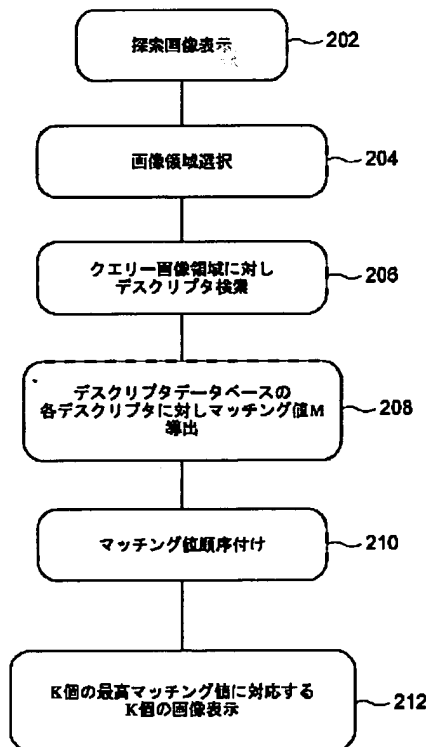 探索画像表示
202
画像領域選択
204
クエリー画像領域に対し
デスクリプタ検索
206
デスクリプタデータベースの
各デスクリプタに対しマッチング値M
導出
208
マッチング値順序付け
210
K個の最高マッチング値に対応する
K個の画像表示
212